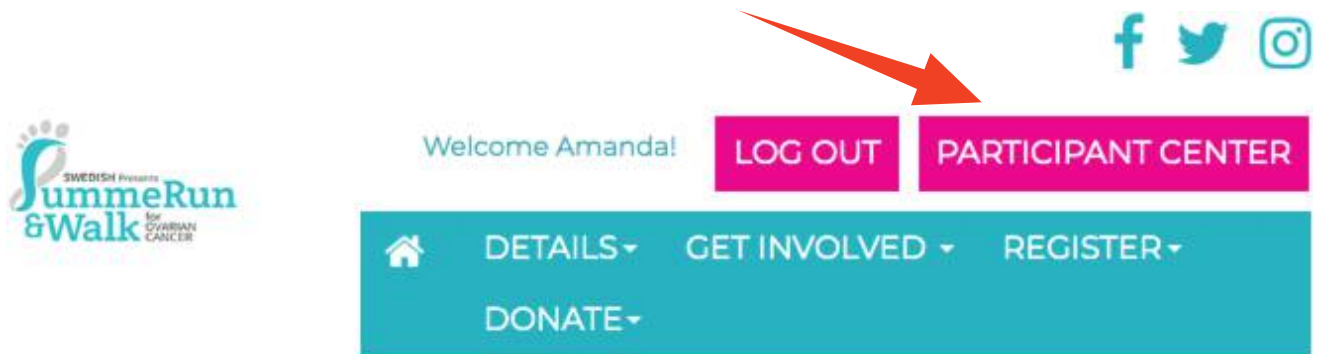 Welcome Amanda!
LOG OUT
PARTICIPANT CENTER
SWEDISH Presents
SummeRun
&Walk for
OVARIAN
CANCER
DETAILS
GET INVOLVED
REGISTER
DONATE